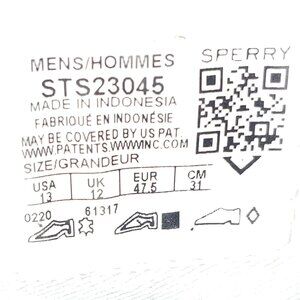 MENS/HOMMES
SPERRY
STS23045
MADE IN INDONESIA
FABRIQUÉ EN INDONESIA
MAY BE COVERED BY US PAT.
WWW.PATENTS.WWWINC.COM
SIZE/GRANDEUR
USA UK EUR CM
13 12 47.5 31
0220 61317